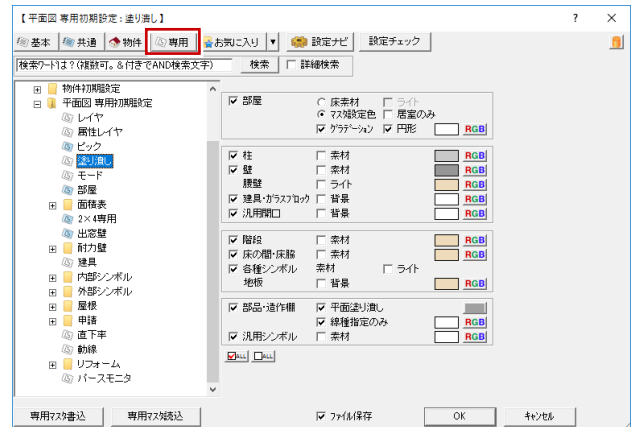 【 平面図 専用初期設定 : 塗り潰し 】 ? ×
基本 共通 物件 専用 お気に入り ▼ 設定ナビ 設定チェック
検索ワードは？(複数可。& 付きでAND検索文字) 検索 詳細検索
物件初期設定
平面図 専用初期設定
レイヤ
属性レイヤ
ピック
塗り潰し
モード
部屋
面積表
2×4専用
出窓壁
耐力壁
建具
内部シンボル
外部シンボル
屋根
申請
直下率
動線
リフォーム
パースモニタ
部屋 床素材 ライト
マスタ設定色 居室のみ
グラデーション 円形 RGB
柱 素材 RGB
壁 素材 RGB
腰壁 ライト RGB
建具・ガラスブロック 背景 RGB
汎用開口 背景 RGB
階段 素材 RGB
床の間・床脇 素材 RGB
各種シンボル 素材 ライト
地板 背景 RGB
部品・造作棚 平面塗り潰し
線種指定のみ RGB
汎用シンボル 素材 RGB
ALL ALL
専用マスタ書込 専用マスタ読込 ファイル保存 OK キャンセル